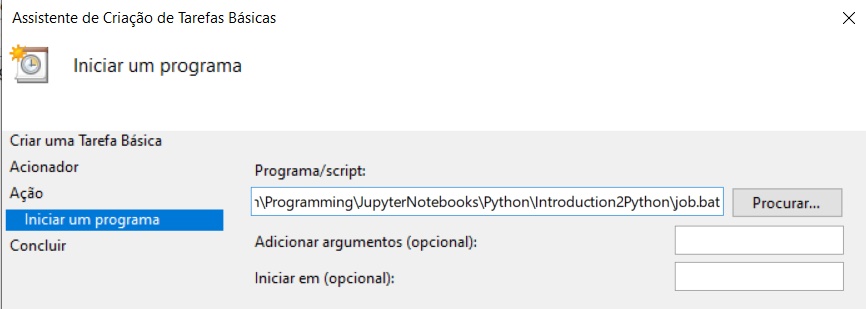 Assistente de Criação de Tarefas Básicas
Iniciar um programa
Criar uma Tarefa Básica
Acionador
Ação
Iniciar um programa
Concluir
Programa/script:
\Programming\JupyterNotebooks\Python\Introduction2Python\job.bat
Procurar...
Adicionar argumentos (opcional):
Iniciar em (opcional):